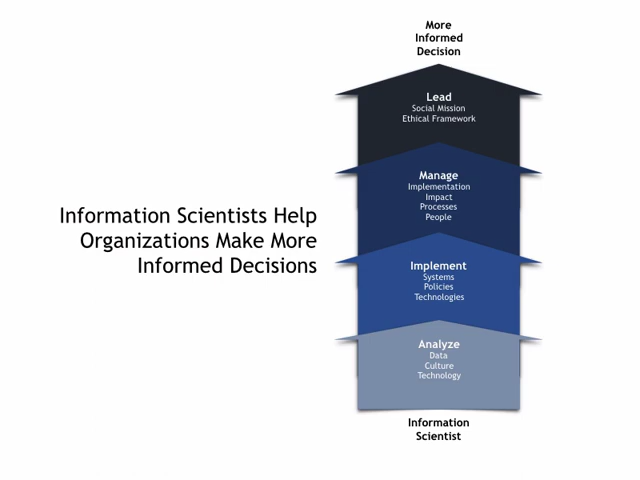 More
Informed
Decision
Lead
Social Mission
Ethical Framework
Manage
Implementation
Impact
Processes
People
Information Scientists Help
Organizations Make More
Informed Decisions
Implement
Systems
Policies
Technologies
Analyze
Data
Culture
Technology
Information
Scientist